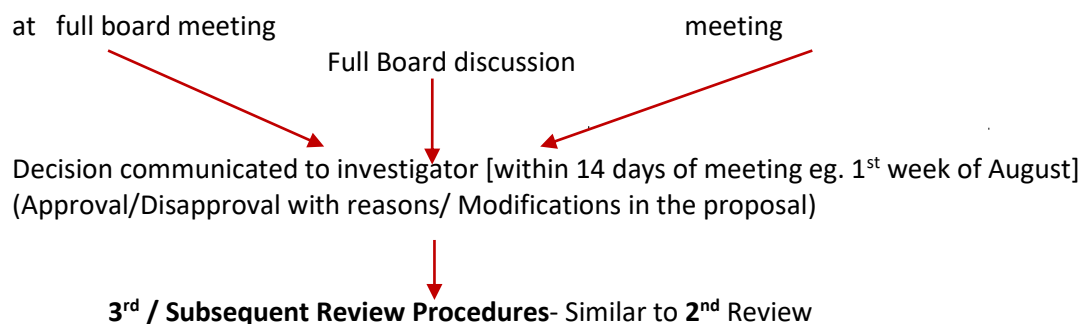 at full board meeting meeting
Full Board discussion
Decision communicated to investigator [within 14 days of meeting eg. 1st week of August]
(Approval/Disapproval with reasons/ Modifications in the proposal)
3rd / Subsequent Review Procedures- Similar to 2nd Review